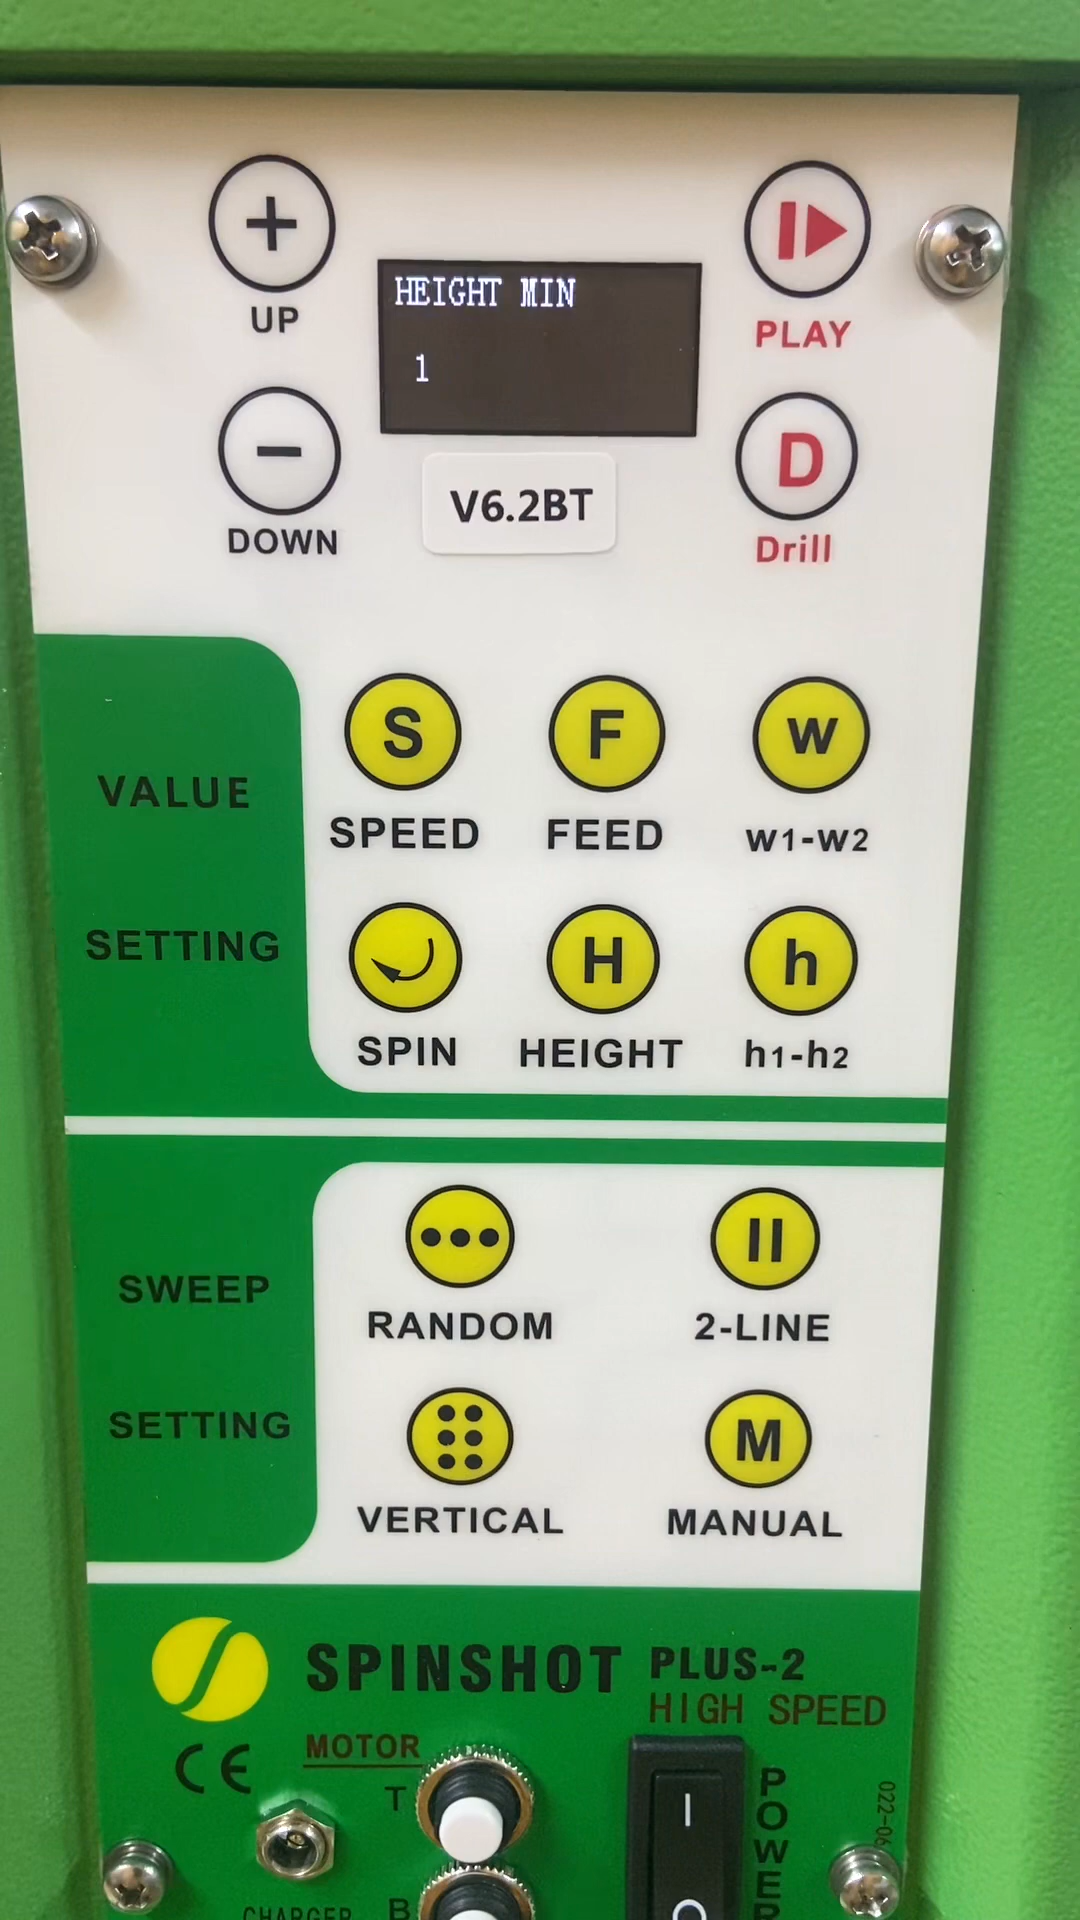 UP
HEIGHT MIN
1
PLAY
DOWN
V6.2BT
D
Drill
VALUE
SETTING
S
F
w
SPEED
FEED
w1-w2
H
h
SPIN
HEIGHT
h1-h2
SWEEP
SETTING
RANDOM
2-LINE
M
VERTICAL
MANUAL
SPINSHOT PLUS-2
HIGH SPEED
CE
MOTOR
T
B
CHARGER
POWER
022-06